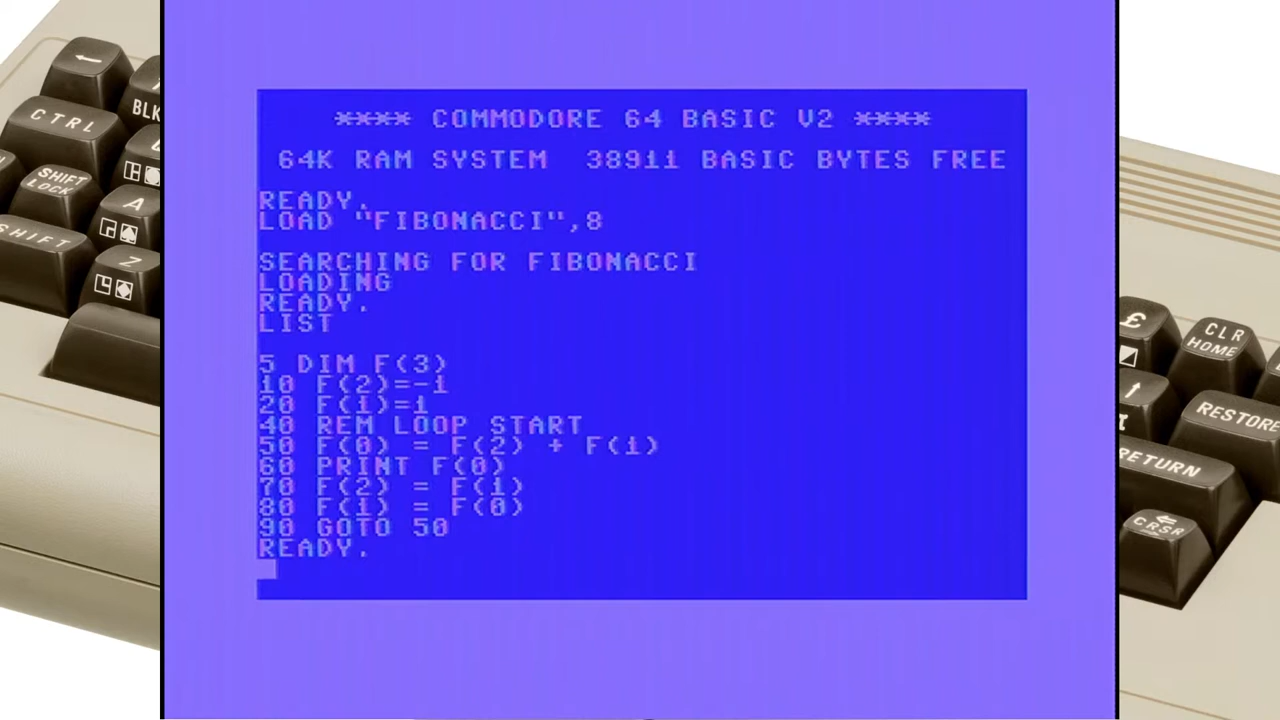 **** COMMODORE 64 BASIC V2 ****
64K RAM SYSTEM  38911 BASIC BYTES FREE
READY.
LOAD "FIBONACCI",8
SEARCHING FOR FIBONACCI
LOADING
READY.
LIST
5 DIM F(3)
10 F(2)=-1
20 F(1)=1
40 REM LOOP START
50 F(0) = F(2) + F(1)
60 PRINT F(0)
70 F(2) = F(1)
80 F(1) = F(0)
90 GOTO 50
READY.
←
BLK
CTRL
SHIFT
LOCK
A
SHIFT
Z
£
CLR
HOME
↑
π
RESTORE
RETURN
←
CRSR